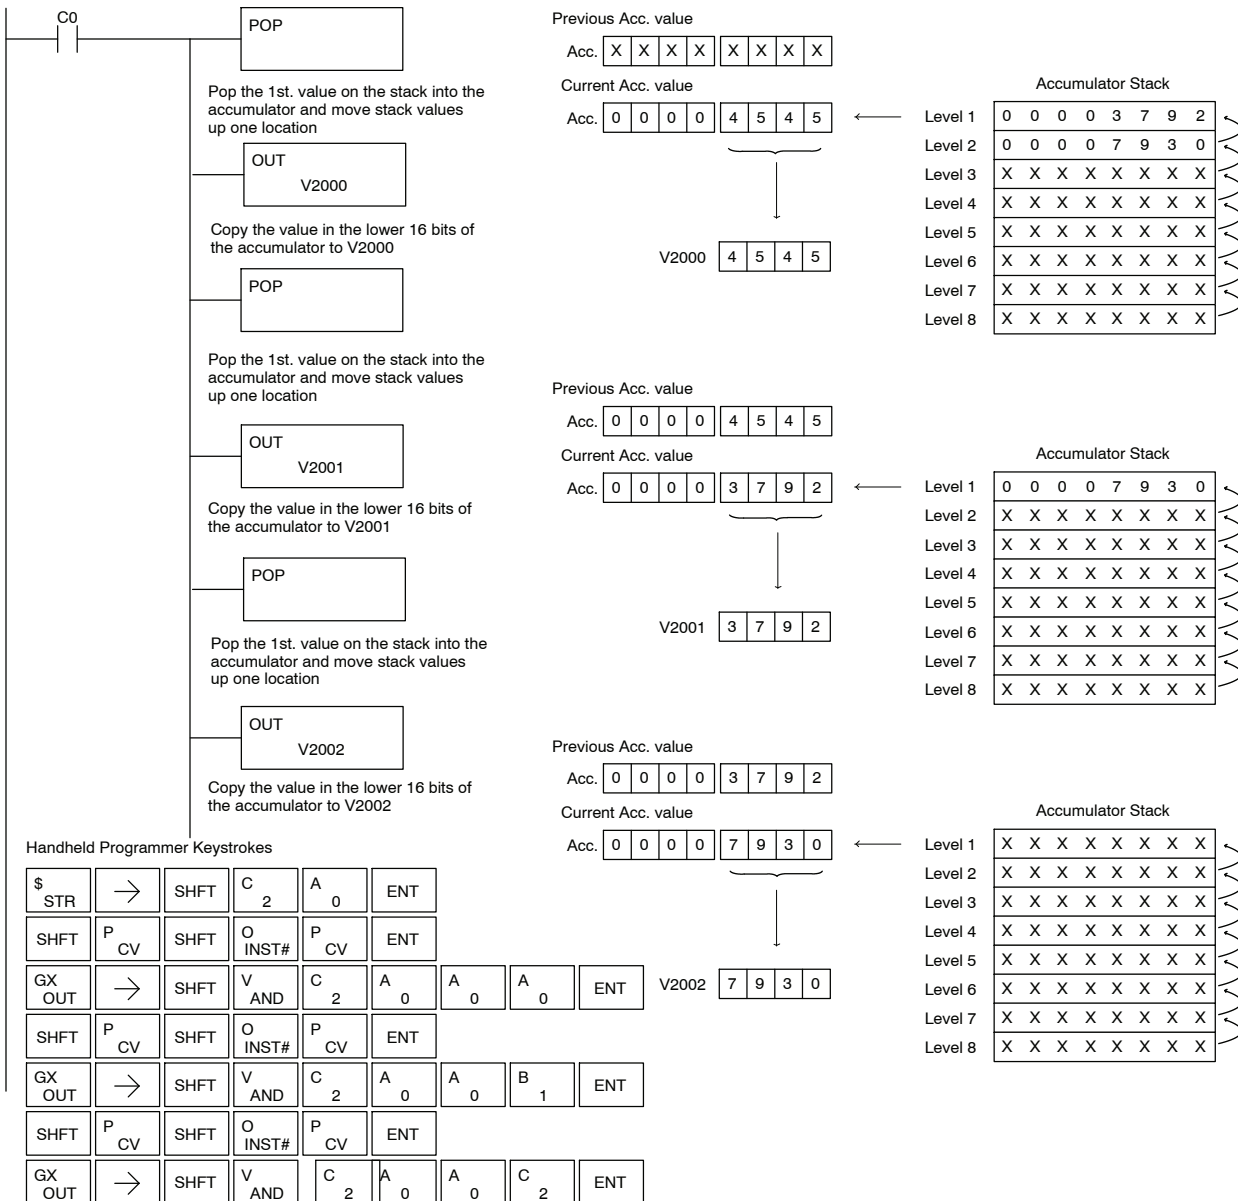 C0
POP
Pop the 1st. value on the stack into the
accumulator and move stack values
up one location
OUT
V2000
Copy the value in the lower 16 bits of
the accumulator to V2000
POP
Pop the 1st. value on the stack into the
accumulator and move stack values
up one location
OUT
V2001
Copy the value in the lower 16 bits of
the accumulator to V2001
POP
Pop the 1st. value on the stack into the
accumulator and move stack values
up one location
OUT
V2002
Copy the value in the lower 16 bits of
the accumulator to V2002
Previous Acc. value
Acc. X X X X X X X X
Current Acc. value
Acc. 0 0 0 0 4 5 4 5
V2000 4 5 4 5
Accumulator Stack
Level 1 0 0 0 0 3 7 9 2
Level 2 0 0 0 0 7 9 3 0
Level 3 X X X X X X X X
Level 4 X X X X X X X X
Level 5 X X X X X X X X
Level 6 X X X X X X X X
Level 7 X X X X X X X X
Level 8 X X X X X X X X
Previous Acc. value
Acc. 0 0 0 0 4 5 4 5
Current Acc. value
Acc. 0 0 0 0 3 7 9 2
V2001 3 7 9 2
Accumulator Stack
Level 1 0 0 0 0 7 9 3 0
Level 2 X X X X X X X X
Level 3 X X X X X X X X
Level 4 X X X X X X X X
Level 5 X X X X X X X X
Level 6 X X X X X X X X
Level 7 X X X X X X X X
Level 8 X X X X X X X X
Previous Acc. value
Acc. 0 0 0 0 3 7 9 2
Current Acc. value
Acc. 0 0 0 0 7 9 3 0
V2002 7 9 3 0
Accumulator Stack
Level 1 X X X X X X X X
Level 2 X X X X X X X X
Level 3 X X X X X X X X
Level 4 X X X X X X X X
Level 5 X X X X X X X X
Level 6 X X X X X X X X
Level 7 X X X X X X X X
Level 8 X X X X X X X X
Handheld Programmer Keystrokes
$ STR → SHFT C 2 A 0 ENT
SHFT P CV SHFT O INST# P CV ENT
GX OUT → SHFT V AND C 2 A 0 A 0 A 0 ENT
SHFT P CV SHFT O INST# P CV ENT
GX OUT → SHFT V AND C 2 A 0 A 0 B 1 ENT
SHFT P CV SHFT O INST# P CV ENT
GX OUT → SHFT V AND C 2 A 0 A 0 C 2 ENT